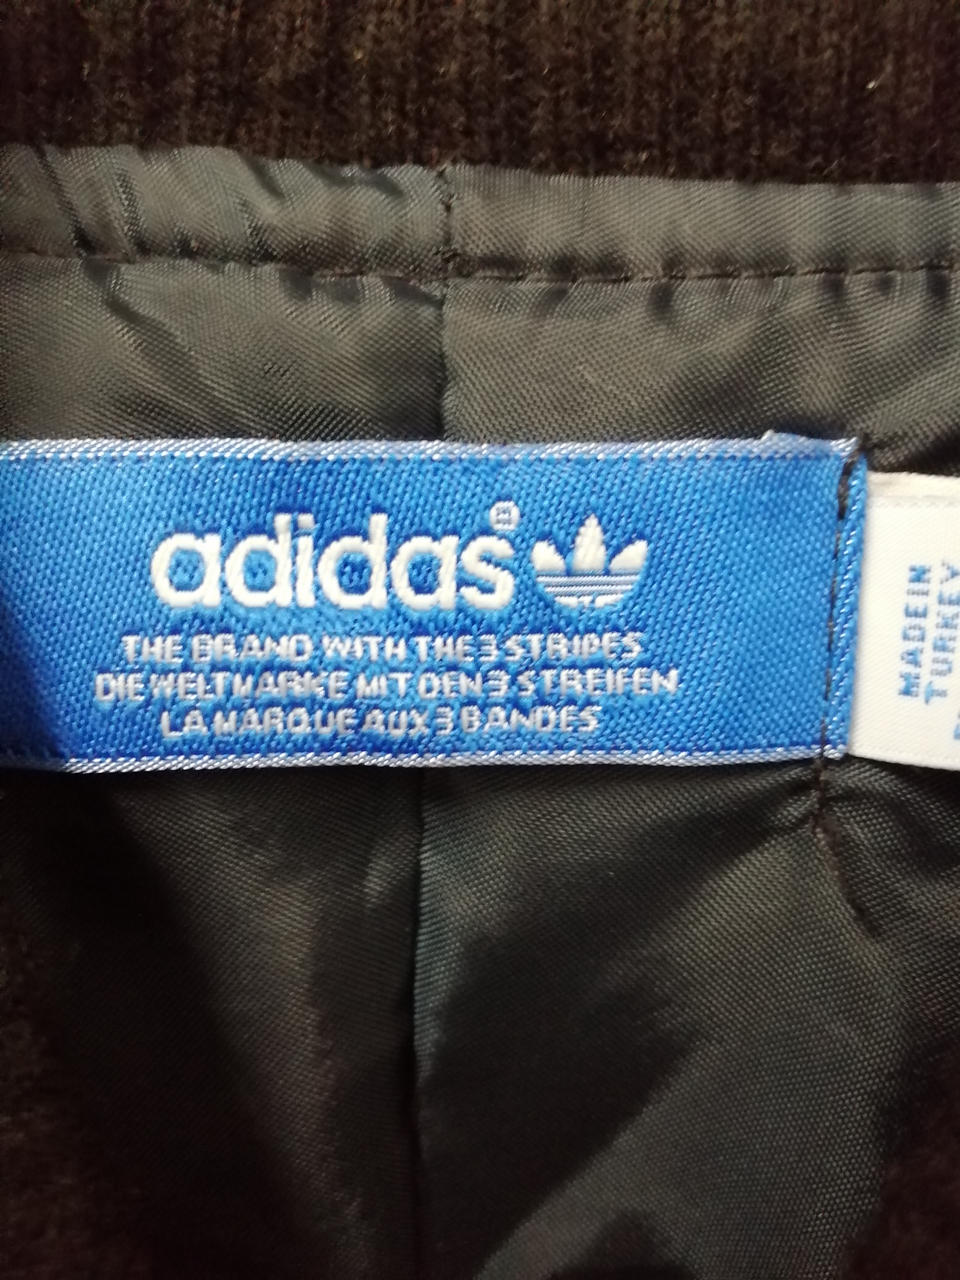 adidas®
THE BRAND WITH THE 3 STRIPES
DIE WELTMARKE MIT DEN 3 STREIFEN
LA MARQUE AUX 3 BANDES
MADE IN
TURKEY